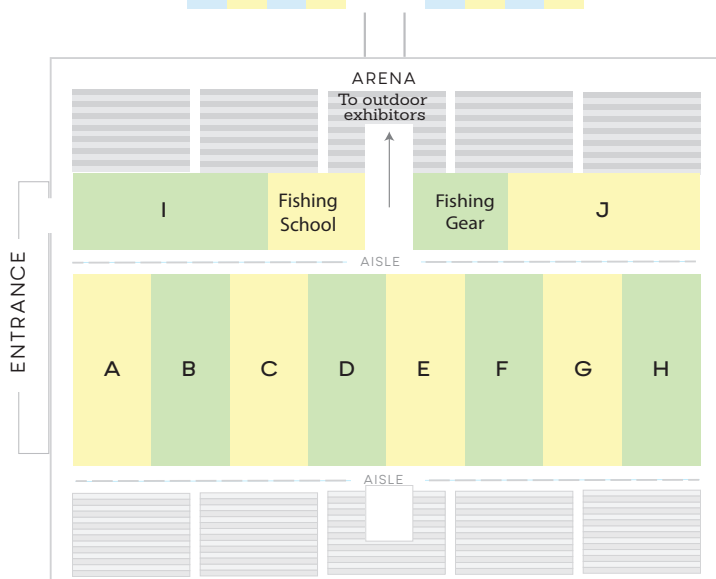 ARENA
To outdoor
exhibitors
I
Fishing
School
Fishing
Gear
J
AISLE
ENTRANCE
A
B
C
D
E
F
G
H
AISLE